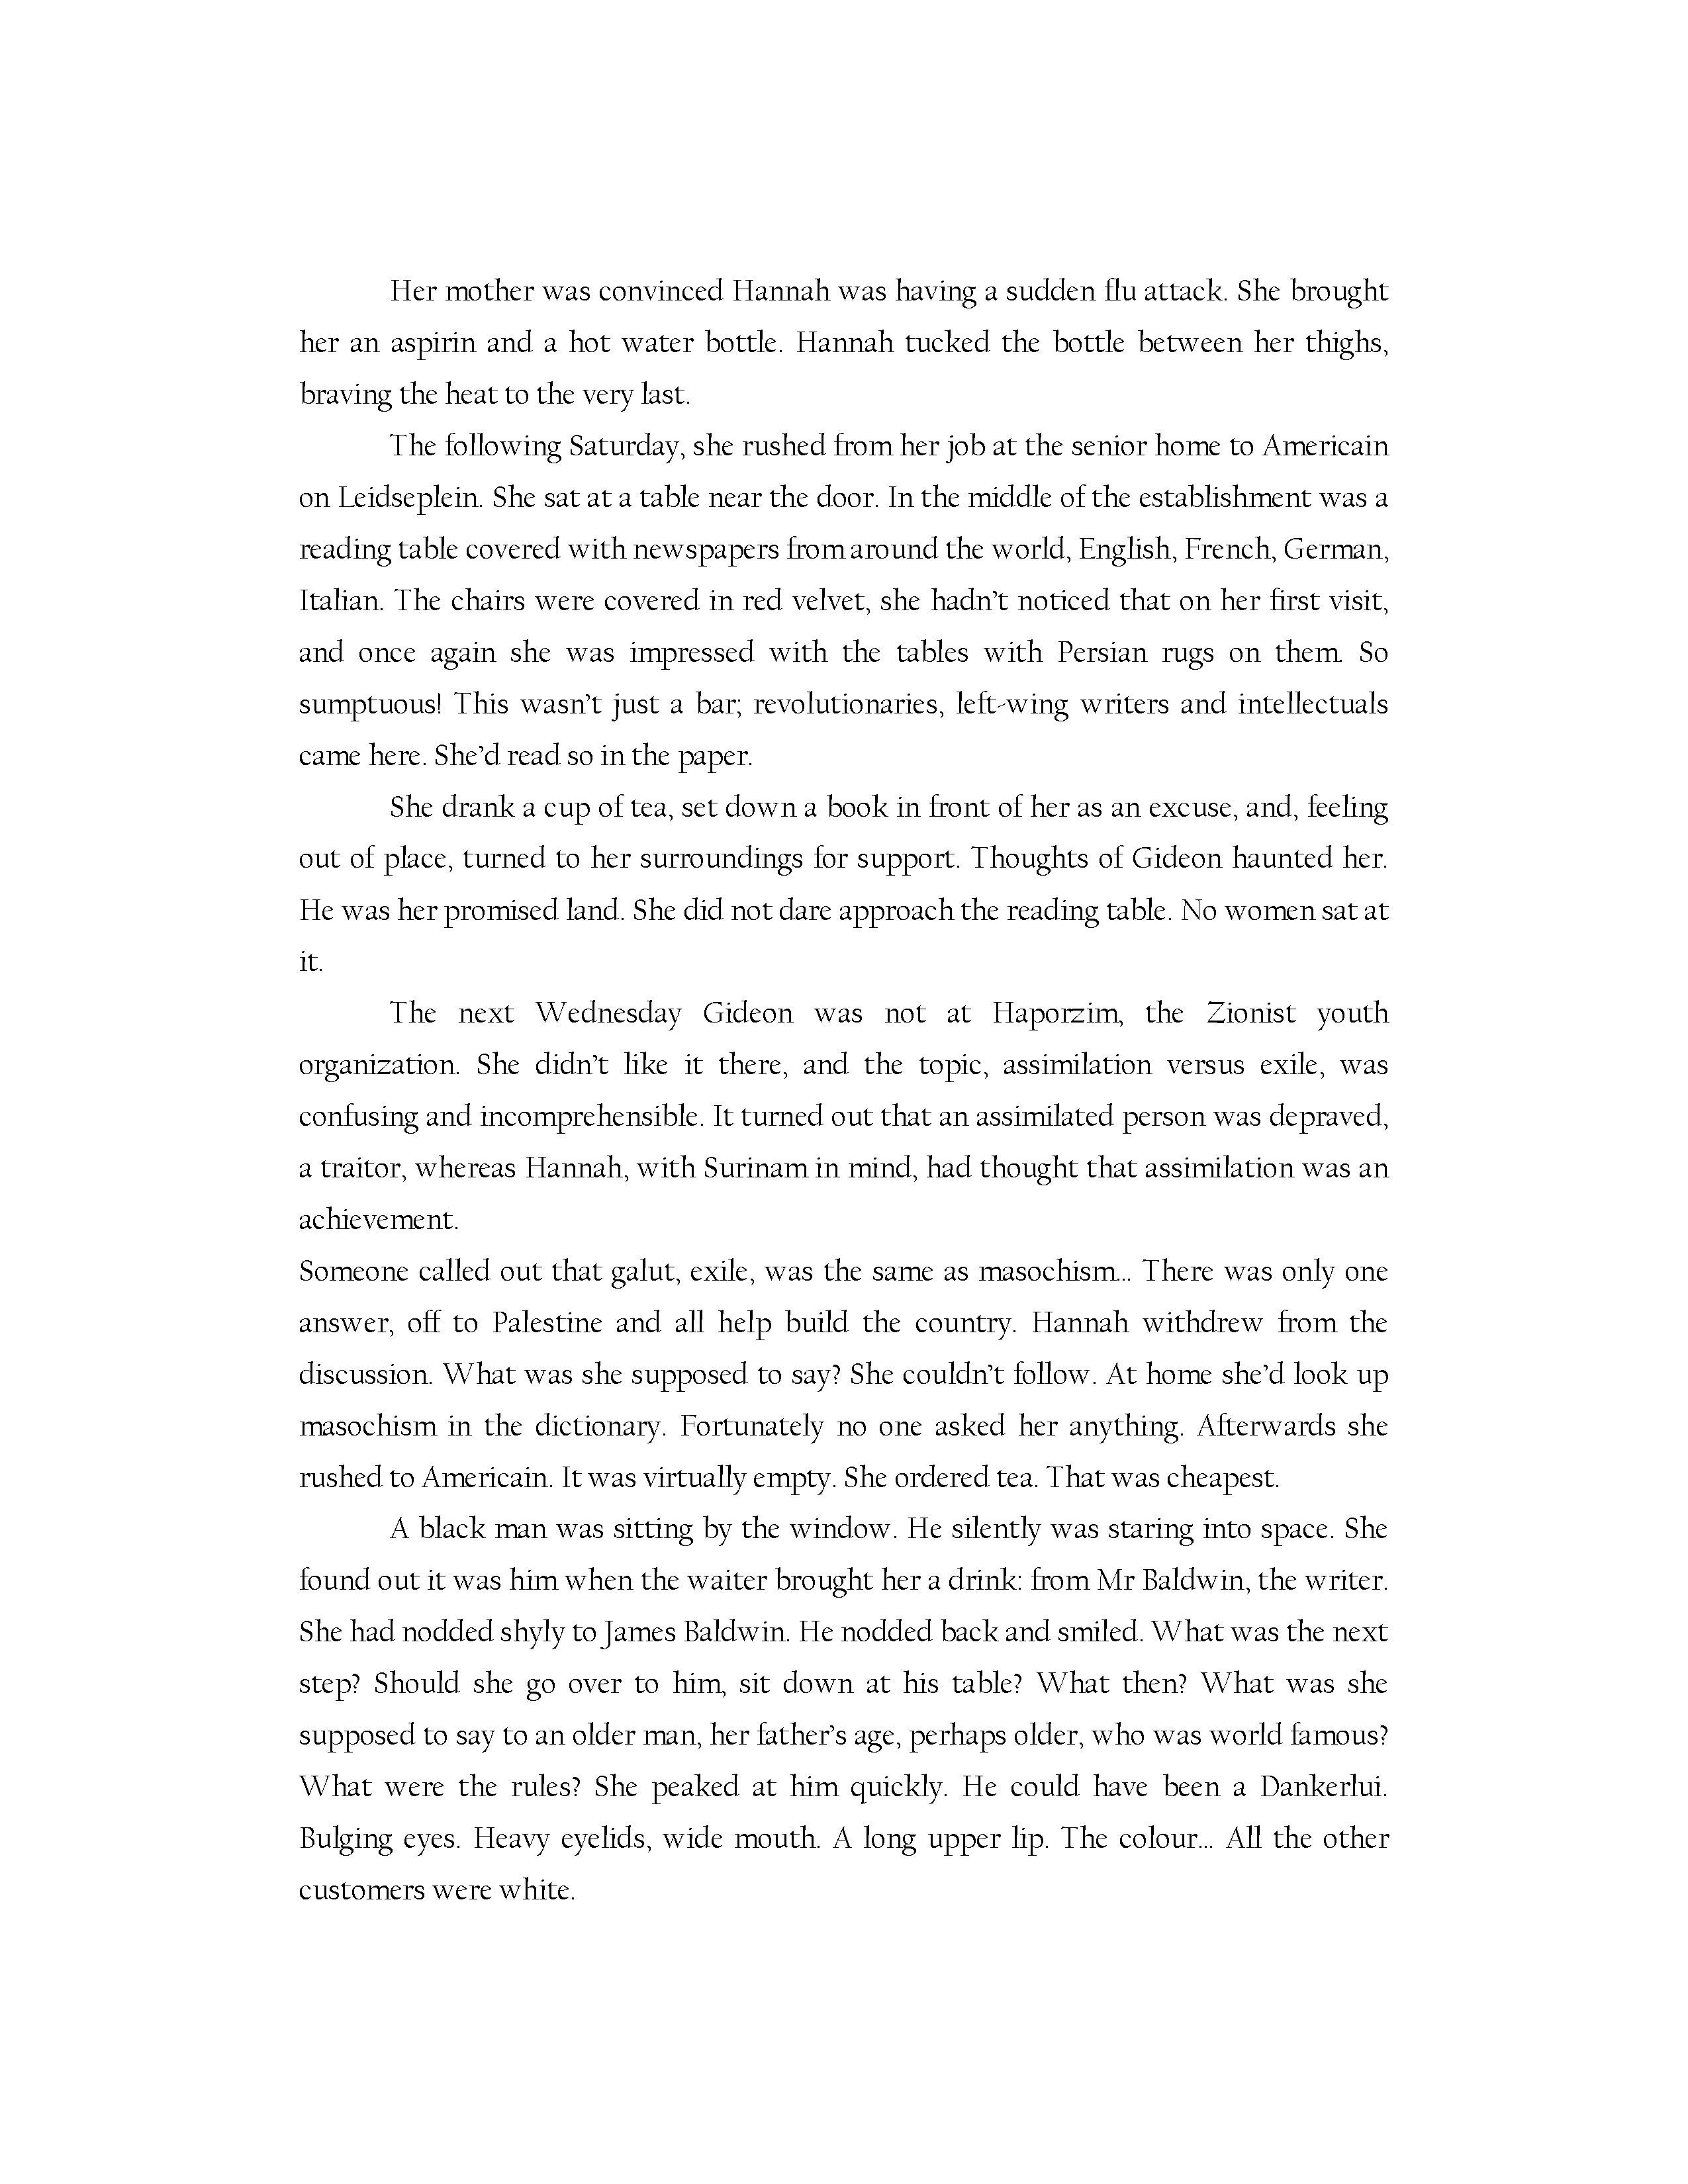 Her mother was convinced Hannah was having a sudden flu attack. She brought
her an aspirin and a hot water bottle. Hannah tucked the bottle between her thighs,
braving the heat to the very last.
The following Saturday, she rushed from her job at the senior home to Americain
on Leidseplein. She sat at a table near the door. In the middle of the establishment was a
reading table covered with newspapers from around the world, English, French, German,
Italian. The chairs were covered in red velvet, she hadn't noticed that on her first visit,
and once again she was impressed with the tables with Persian rugs on them. So
sumptuous! This wasn't just a bar; revolutionaries, left-wing writers and intellectuals
came here. She'd read so in the paper.
She drank a cup of tea, set down a book in front of her as an excuse, and, feeling
out of place, turned to her surroundings for support. Thoughts of Gideon haunted her.
He was her promised land. She did not dare approach the reading table. No women sat at
it.
The next Wednesday Gideon was not at Haporzim, the Zionist youth
organization. She didn't like it there, and the topic, assimilation versus exile, was
confusing and incomprehensible. It turned out that an assimilated person was depraved,
a traitor, whereas Hannah, with Surinam in mind, had thought that assimilation was an
achievement.
Someone called out that galut, exile, was the same as masochism... There was only one
answer, off to Palestine and all help build the country. Hannah withdrew from the
discussion. What was she supposed to say? She couldn't follow. At home she'd look up
masochism in the dictionary. Fortunately no one asked her anything. Afterwards she
rushed to Americain. It was virtually empty. She ordered tea. That was cheapest.
A black man was sitting by the window. He silently was staring into space. She
found out it was him when the waiter brought her a drink: from Mr Baldwin, the writer.
She had nodded shyly to James Baldwin. He nodded back and smiled. What was the next
step? Should she go over to him, sit down at his table? What then? What was she
supposed to say to an older man, her father's age, perhaps older, who was world famous?
What were the rules? She peaked at him quickly. He could have been a Dankerlui.
Bulging eyes. Heavy eyelids, wide mouth. A long upper lip. The colour... All the other
customers were white.